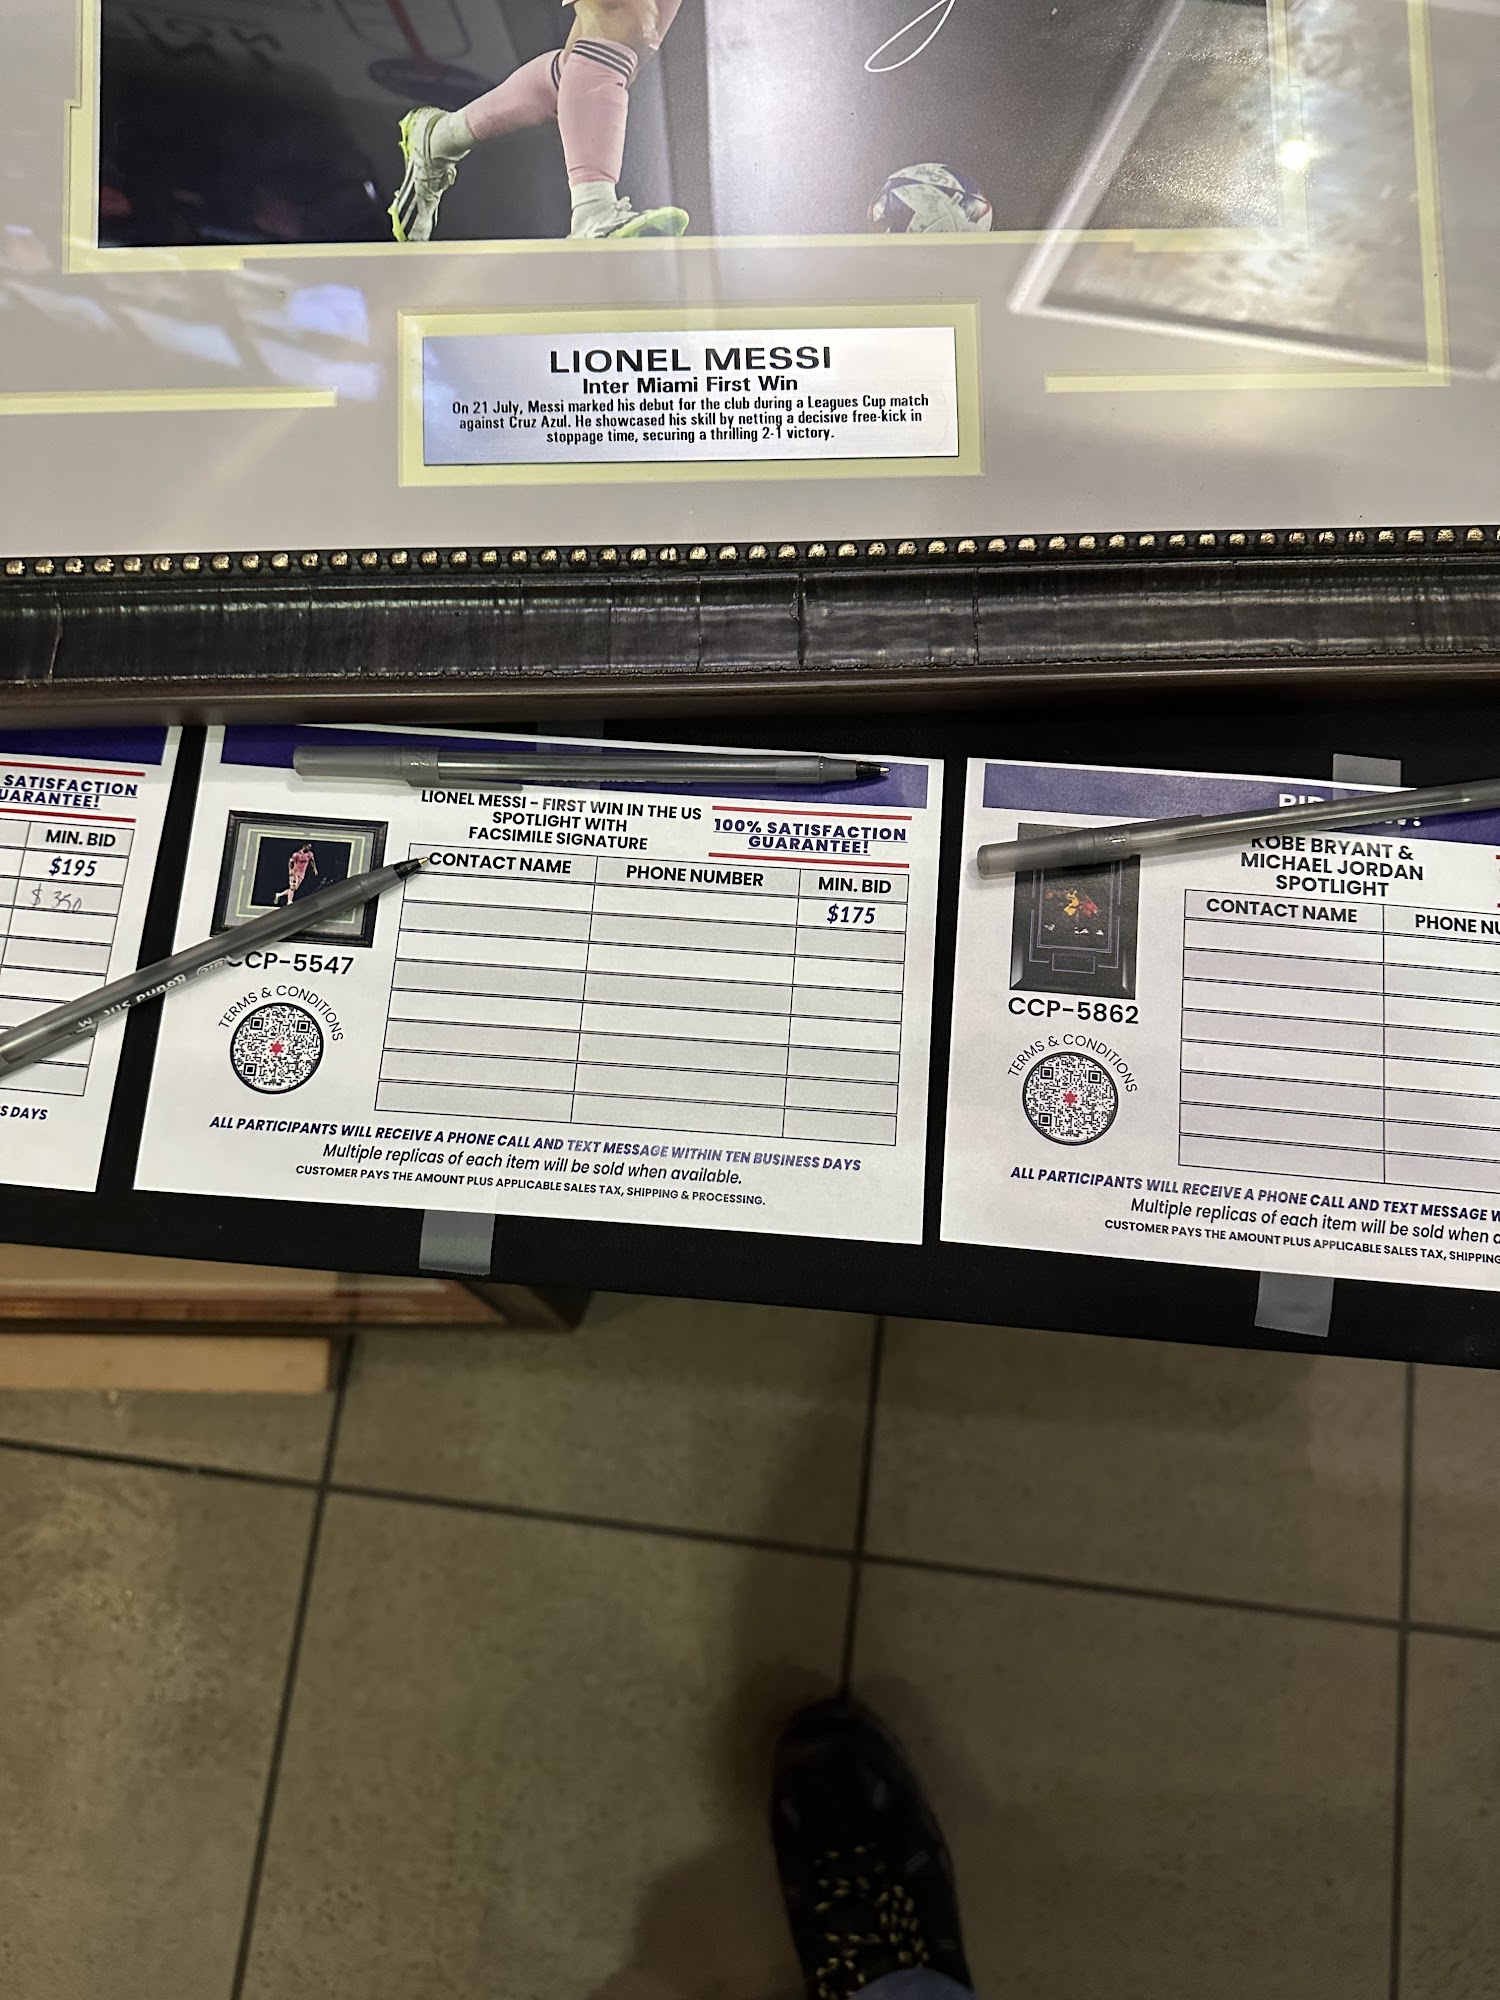 LIONEL MESSI
Inter Miami First Win
On 21 July, Messi marked his debut for the club during a Leagues Cup match
against Cruz Azul. He showcased his skill by netting a decisive free-kick in
stoppage time, securing a thrilling 2-1 victory.
SATISFACTION
GUARANTEE!
MIN. BID
$195
$ 350
S DAYS
LIONEL MESSI - FIRST WIN IN THE US
SPOTLIGHT WITH
FACSIMILE SIGNATURE
100% SATISFACTION
GUARANTEE!
CONTACT NAME
PHONE NUMBER
MIN. BID
$175
CCP-5547
BIC Round Stic M
TERMS & CONDITIONS
ALL PARTICIPANTS WILL RECEIVE A PHONE CALL AND TEXT MESSAGE WITHIN TEN BUSINESS DAYS
Multiple replicas of each item will be sold when available.
CUSTOMER PAYS THE AMOUNT PLUS APPLICABLE SALES TAX, SHIPPING & PROCESSING.
KOBE BRYANT &
MICHAEL JORDAN
SPOTLIGHT
CONTACT NAME
PHONE NU
CCP-5862
TERMS & CONDITIONS
ALL PARTICIPANTS WILL RECEIVE A PHONE CALL AND TEXT MESSAGE W
Multiple replicas of each item will be sold when a
CUSTOMER PAYS THE AMOUNT PLUS APPLICABLE SALES TAX, SHIPPING